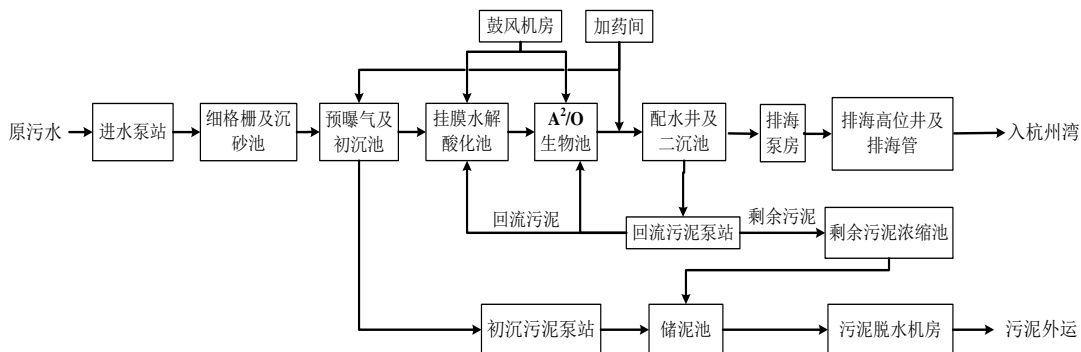 鼓风机房
加药间
原污水
进水泵站
细格栅及沉
砂池
预曝气及
初沉池
挂膜水解
酸化池
A²/O
生物池
配水井及
二沉池
排海
泵房
排海高位井及
排海管
入杭州湾
回流污泥
回流污泥泵站
剩余污泥
剩余污泥浓缩池
初沉污泥泵站
储泥池
污泥脱水机房
污泥外运